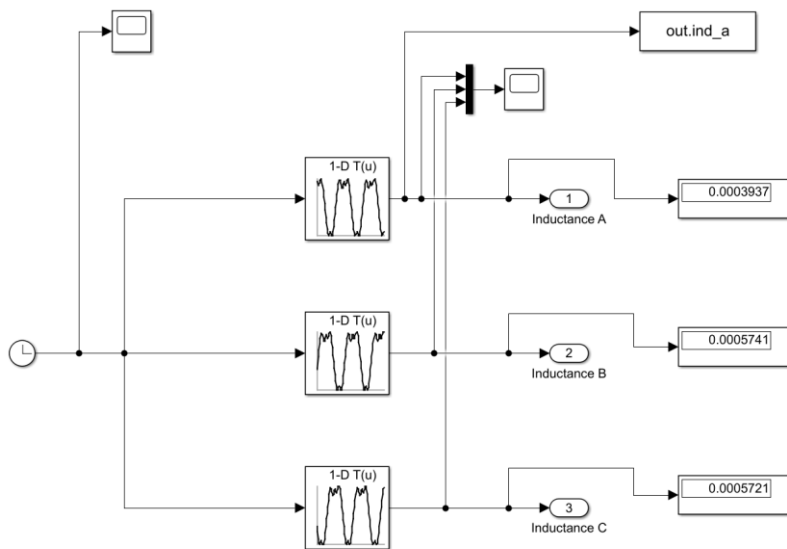 out.ind_a
1-D T(u)
1
Inductance A
0.0003937
1-D T(u)
2
Inductance B
0.0005741
1-D T(u)
3
Inductance C
0.0005721